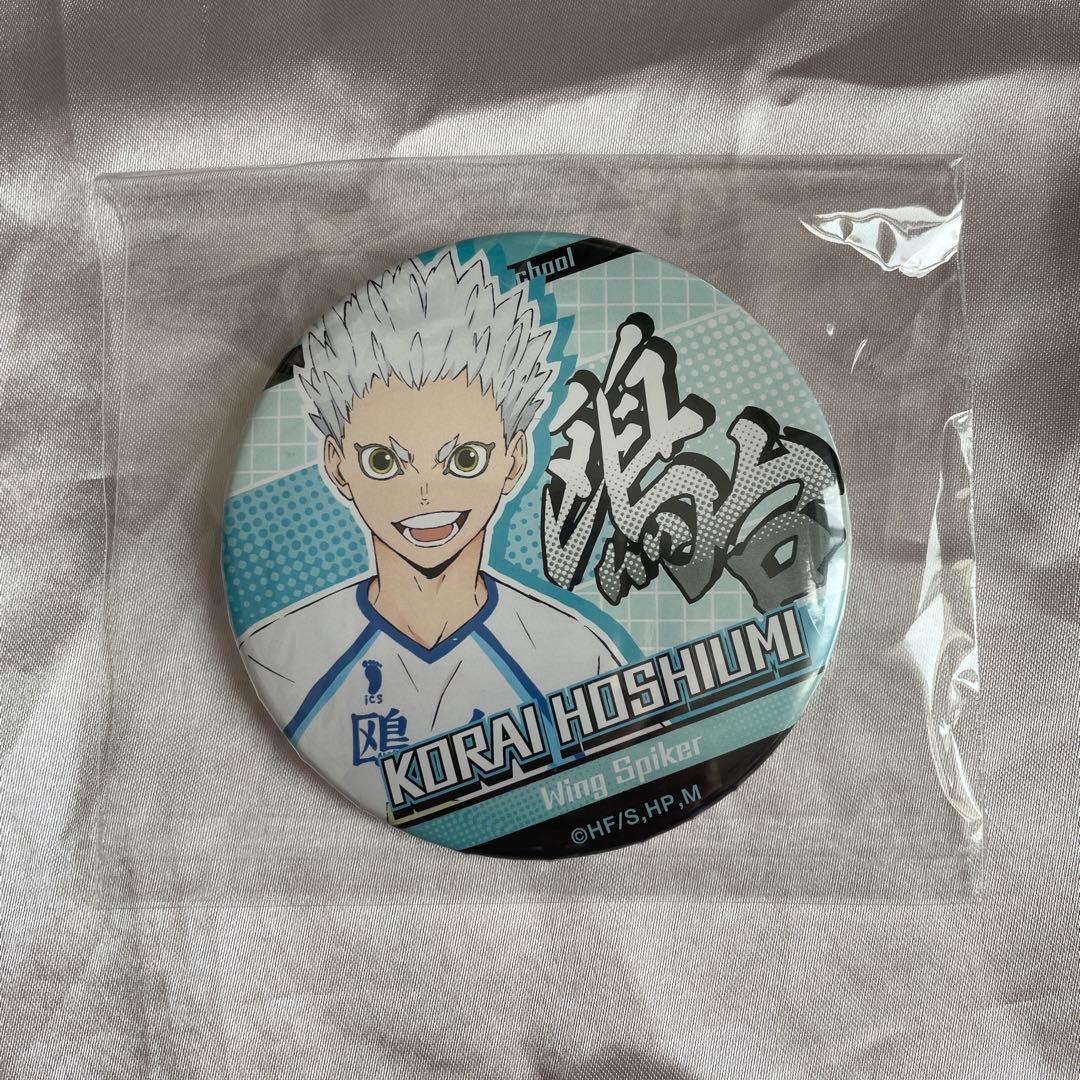 chool
鴎台
ics
鴎
KORAI HOSHIUMI
Wing Spiker
©HF/S,HP,M